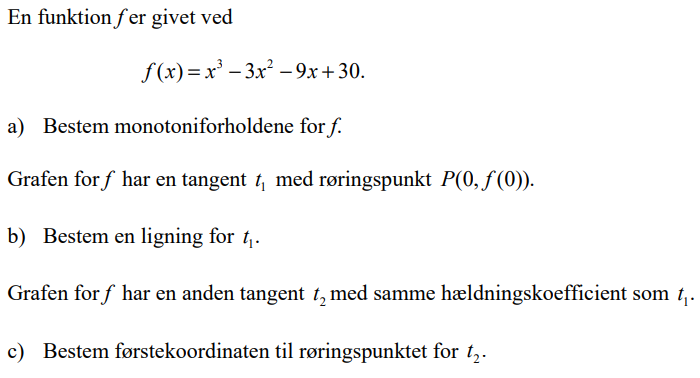 En funktion f er givet ved
f(x) = x³ − 3x² − 9x + 30.
a) Bestem monotoniforholdene for f.
Grafen for f har en tangent t₁ med røringspunkt P(0, f(0)).
b) Bestem en ligning for t₁.
Grafen for f har en anden tangent t₂ med samme hældningskoefficient som t₁.
c) Bestem førstekoordinaten til røringspunktet for t₂.